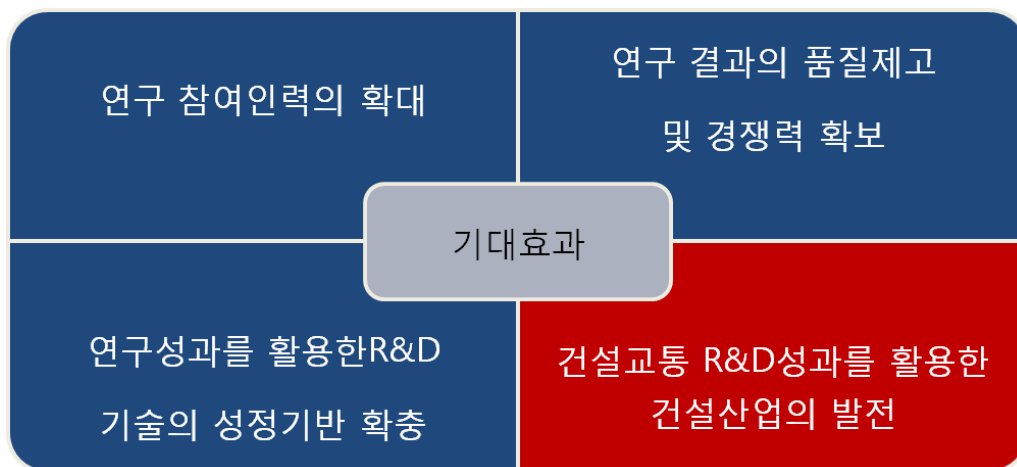 연구 참여인력의 확대
연구 결과의 품질제고
및 경쟁력 확보
기대효과
연구성과를 활용한R&D
기술의 성정기반 확충
건설교통 R&D성과를 활용한
건설산업의 발전